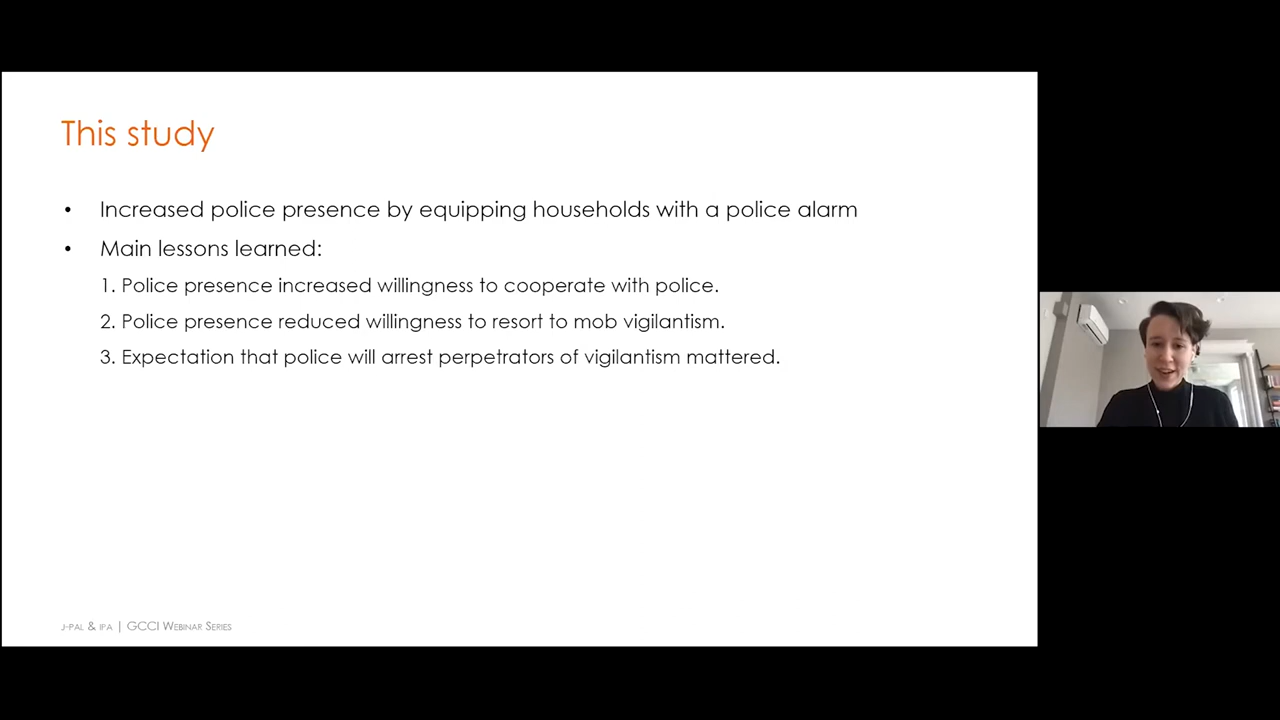 This study
• Increased police presence by equipping households with a police alarm
• Main lessons learned:
1. Police presence increased willingness to cooperate with police.
2. Police presence reduced willingness to resort to mob vigilantism.
3. Expectation that police will arrest perpetrators of vigilantism mattered.
J-PAL & IPA | GCCI WEBINAR SERIES